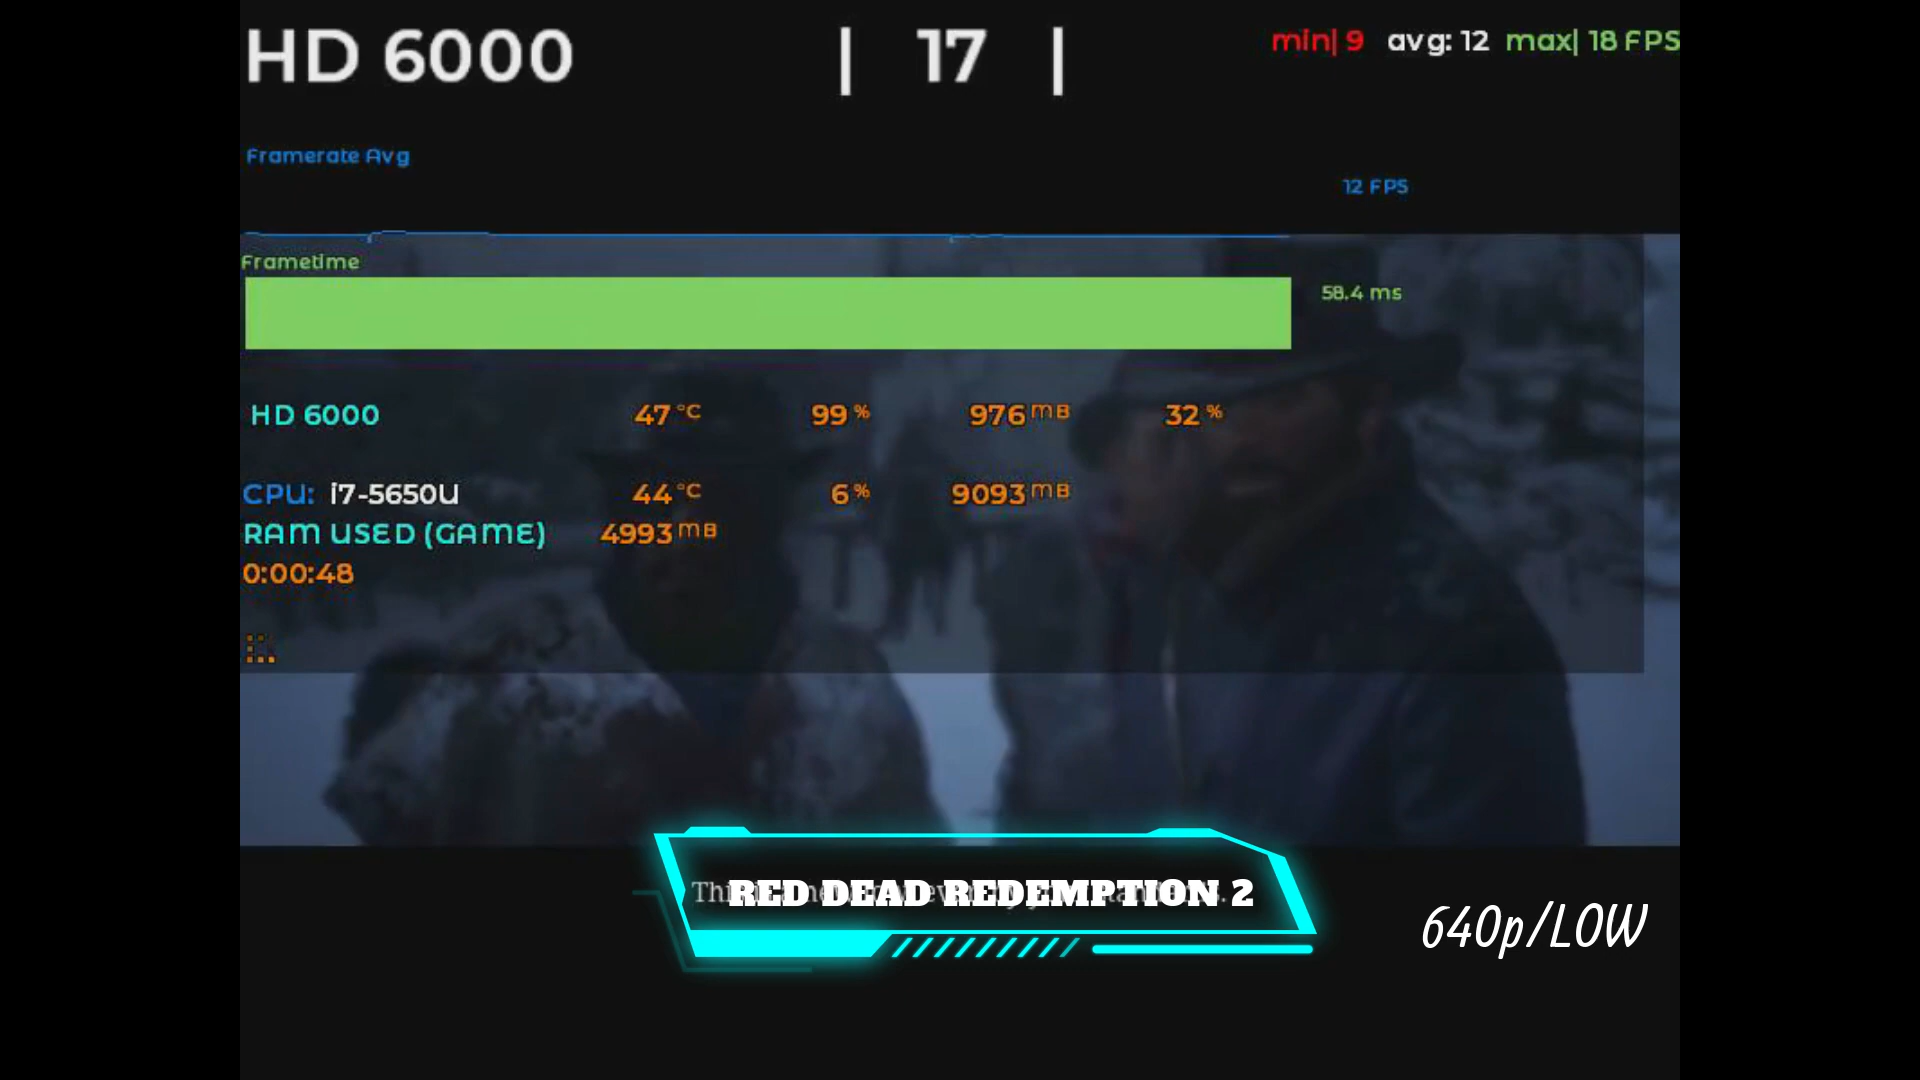 HD 6000 | 17 | min| 9 avg: 12 max| 18 FPS
Framerate Avg
12 FPS
Frametime
58.4 ms
HD 6000 47 °C 99 % 976 MB 32 %
CPU: i7-5650U 44 °C 6 % 9093 MB
RAM USED (GAME) 4993 MB
0:00:48
RED DEAD REDEMPTION 2
640p/LOW